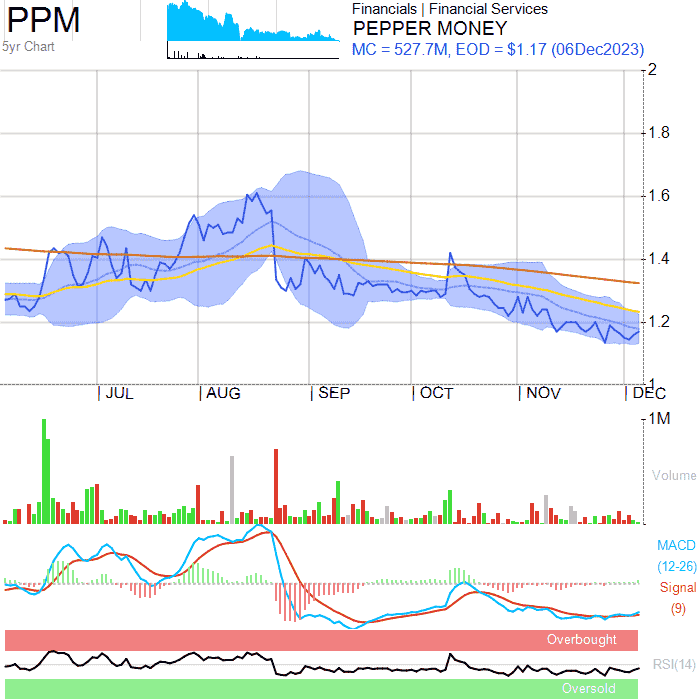 PPM
5yr Chart
Financials | Financial Services
PEPPER MONEY
MC = 527.7M, EOD = $1.17 (06Dec2023)
2
1.8
1.6
1.4
1.2
1
JUL
AUG
SEP
OCT
NOV
DEC
1M
Volume
MACD
(12-26)
Signal
(9)
Overbought
RSI(14)
Oversold